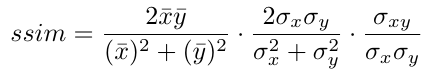 $ssim = \frac{2\bar{x}\bar{y}}{(\bar{x})^2 + (\bar{y})^2} \cdot \frac{2\sigma_x\sigma_y}{\sigma_x^2 + \sigma_y^2} \cdot \frac{\sigma_{xy}}{\sigma_x\sigma_y}$